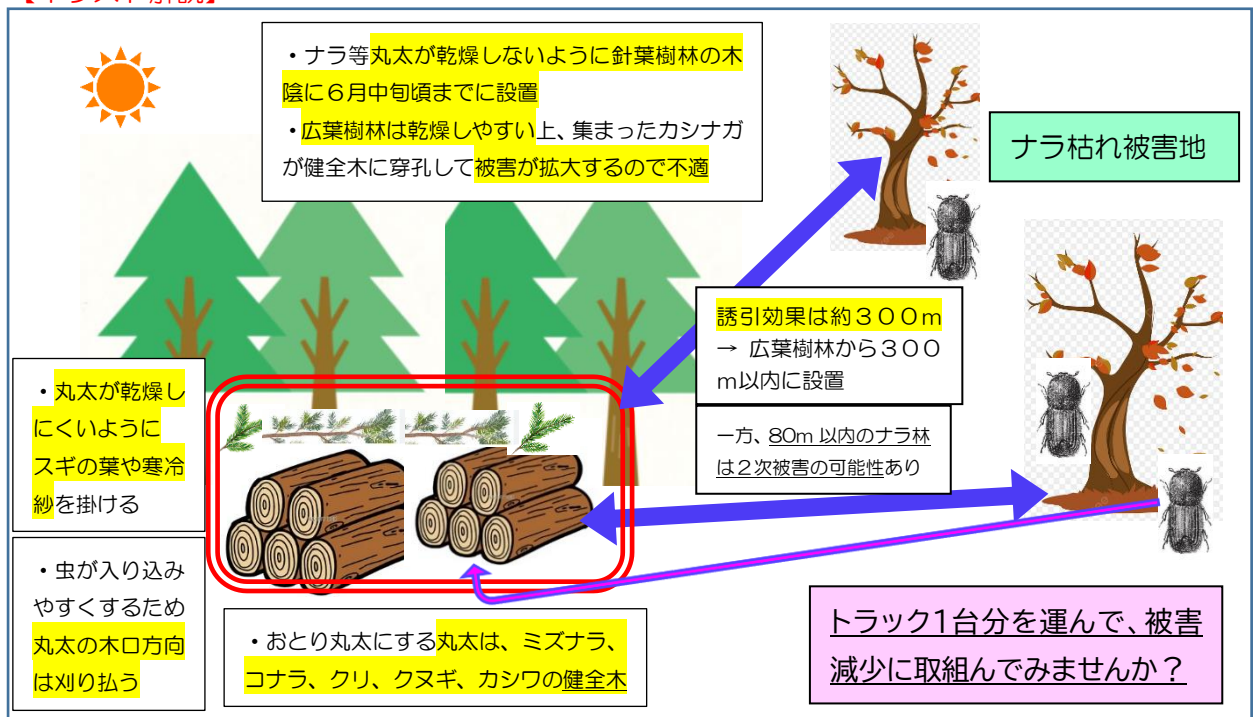 ・ナラ等丸太が乾燥しないように針葉樹林の木
陰に６月中旬頃までに設置
・広葉樹林は乾燥しやすい上、集まったカシナガ
が健全木に穿孔して被害が拡大するので不適
ナラ枯れ被害地
誘引効果は約３００ｍ
→ 広葉樹林から３００
ｍ以内に設置
一方、80m 以内のナラ林
は２次被害の可能性あり
・丸太が乾燥し
にくいように
スギの葉や寒冷
紗を掛ける
・虫が入り込み
やすくするため
丸太の木口方向
は刈り払う
・おとり丸太にする丸太は、ミズナラ、
コナラ、クリ、クヌギ、カシワの健全木
トラック1台分を運んで、被害
減少に取組んでみませんか？